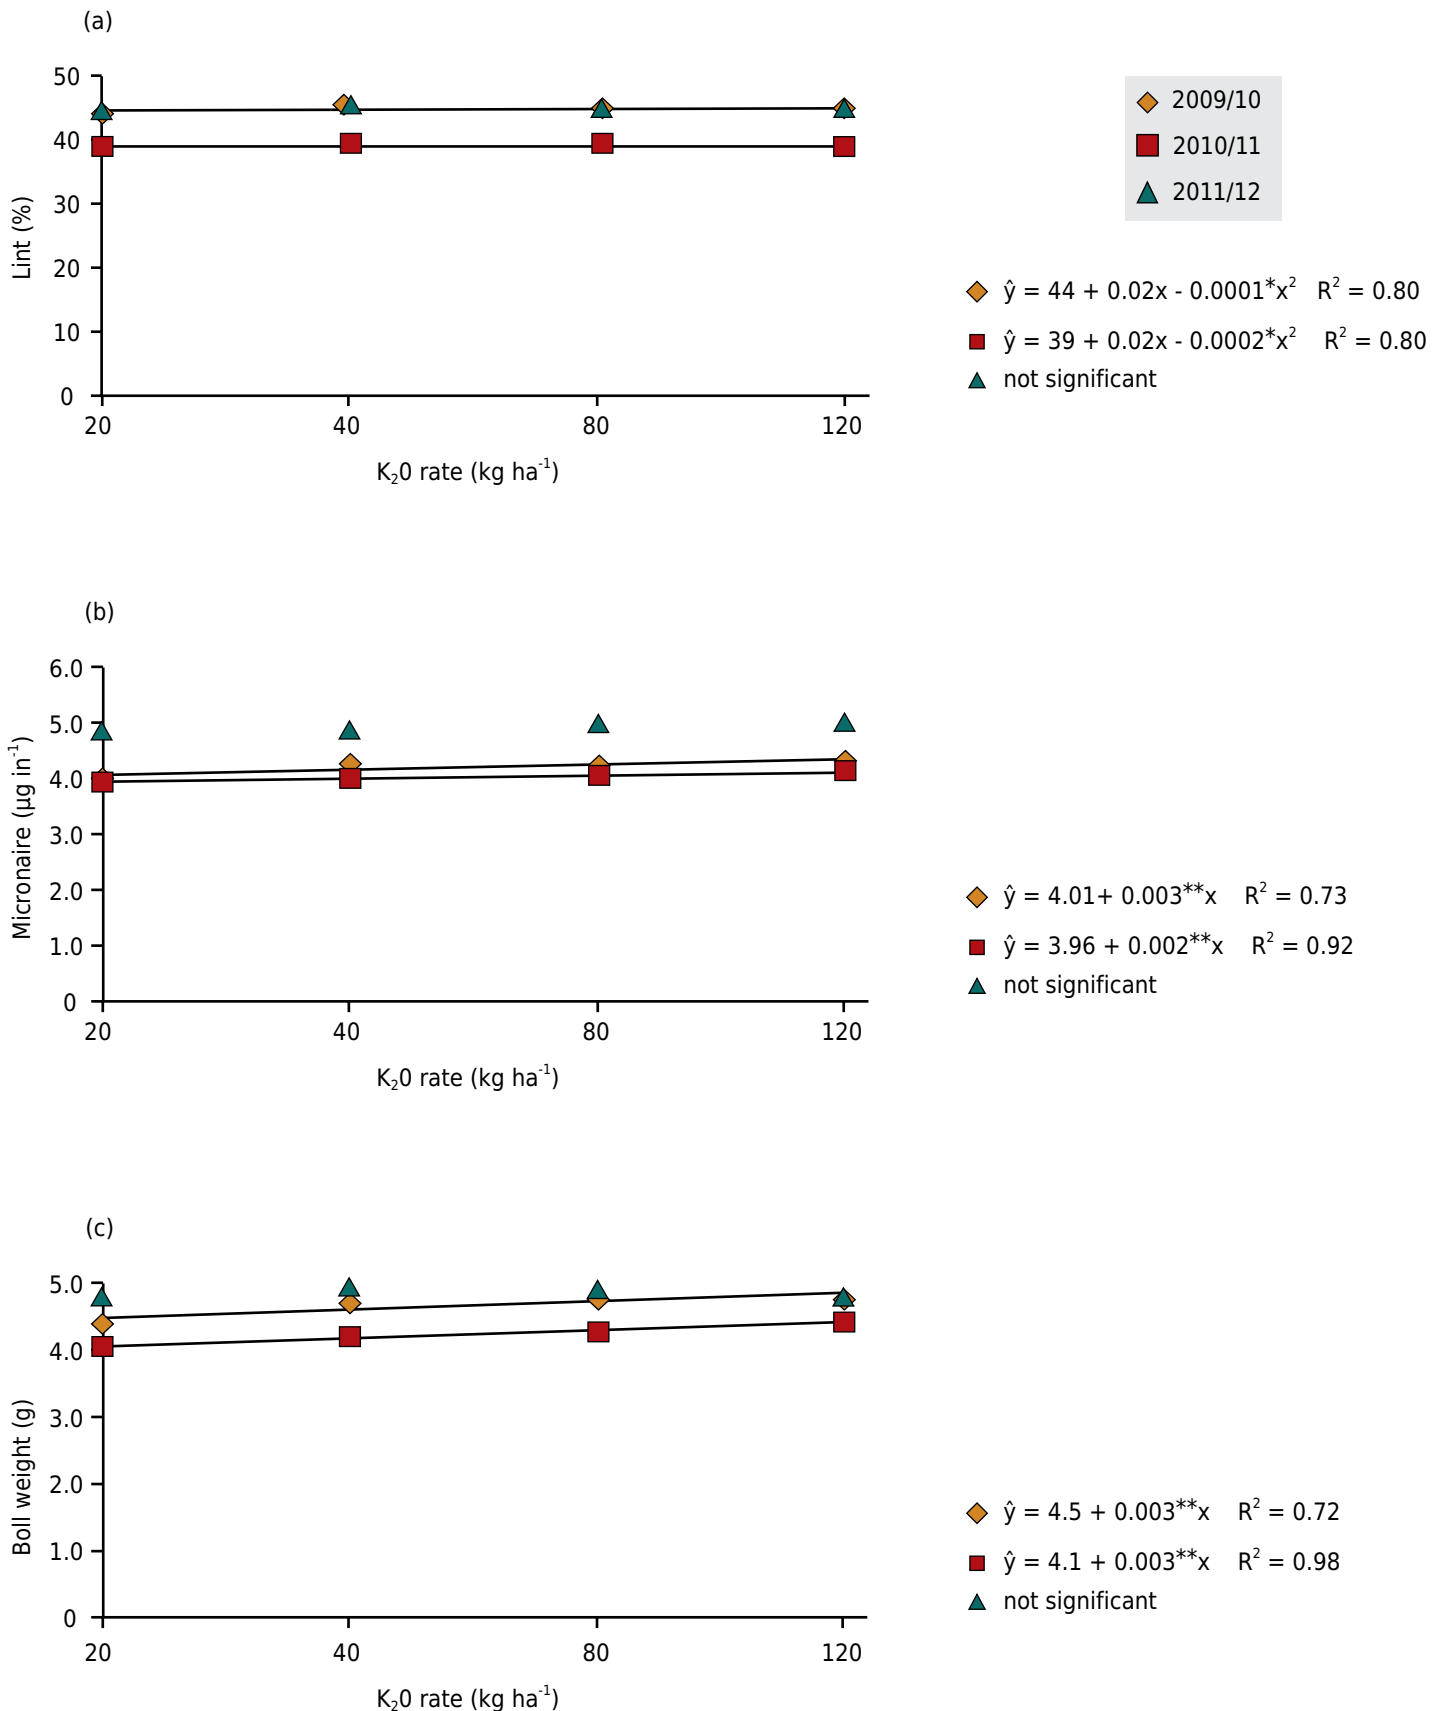 (a)
50
40
30
20
10
0
Lint (%)
20 40 80 120
K₂0 rate (kg ha⁻¹)
2009/10
2010/11
2011/12
ŷ = 44 + 0.02x - 0.0001*x² R² = 0.80
ŷ = 39 + 0.02x - 0.0002*x² R² = 0.80
not significant
(b)
6.0
5.0
4.0
3.0
2.0
1.0
0
Micronaire (µg in⁻¹)
20 40 80 120
K₂0 rate (kg ha⁻¹)
ŷ = 4.01+ 0.003**x R² = 0.73
ŷ = 3.96 + 0.002**x R² = 0.92
not significant
(c)
5.0
4.0
3.0
2.0
1.0
0
Boll weight (g)
20 40 80 120
K₂0 rate (kg ha⁻¹)
ŷ = 4.5 + 0.003**x R² = 0.72
ŷ = 4.1 + 0.003**x R² = 0.98
not significant